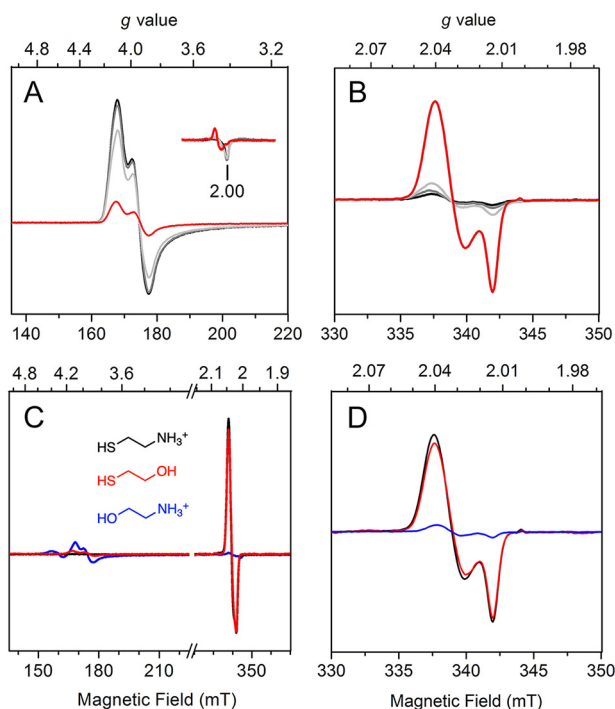 g value
g value
4.8 4.4 4.0 3.6 3.2
2.07 2.04 2.01 1.98
A
B
2.00
140 160 180 200 220
330 335 340 345 350
g value
4.8 4.2 3.6 2.1 2 1.9
2.07 2.04 2.01 1.98
C
D
HS NH₃⁺
HS OH
HO NH₃⁺
150 180 210 350
330 335 340 345 350
Magnetic Field (mT)
Magnetic Field (mT)